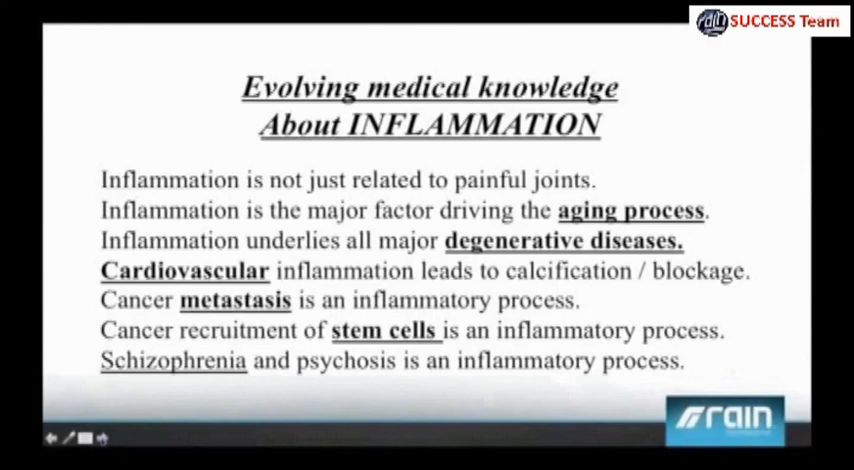 rain SUCCESS Team
Evolving medical knowledge
About INFLAMMATION
Inflammation is not just related to painful joints.
Inflammation is the major factor driving the aging process.
Inflammation underlies all major degenerative diseases.
Cardiovascular inflammation leads to calcification / blockage.
Cancer metastasis is an inflammatory process.
Cancer recruitment of stem cells is an inflammatory process.
Schizophrenia and psychosis is an inflammatory process.
rain